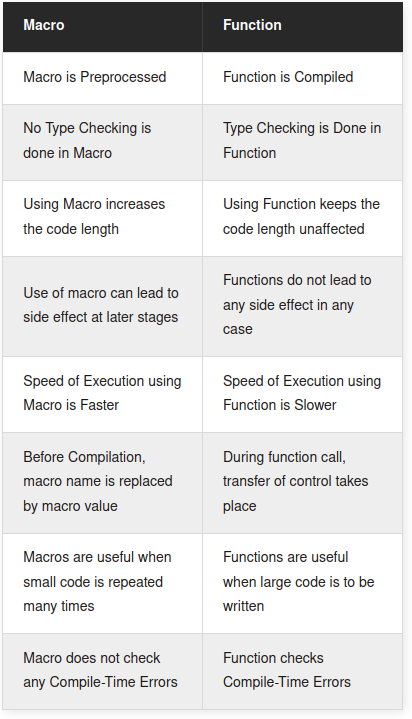 Macro Function
Macro is Preprocessed Function is Compiled
No Type Checking is
done in Macro
Type Checking is Done in
Function
Using Macro increases
the code length
Using Function keeps the
code length unaffected
Use of macro can lead to
side effect at later stages
Functions do not lead to
any side effect in any
case
Speed of Execution using
Macro is Faster
Speed of Execution using
Function is Slower
Before Compilation,
macro name is replaced
by macro value
During function call,
transfer of control takes
place
Macros are useful when
small code is repeated
many times
Functions are useful
when large code is to be
written
Macro does not check
any Compile-Time Errors
Function checks
Compile-Time Errors